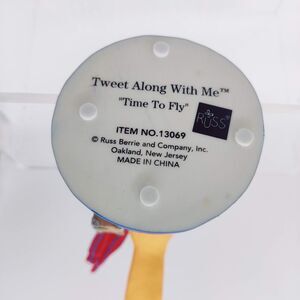 Tweet Along With Me™
"Time To Fly"
RUSS®
ITEM NO.13069
© Russ Berrie and Company, Inc.
Oakland, New Jersey
MADE IN CHINA